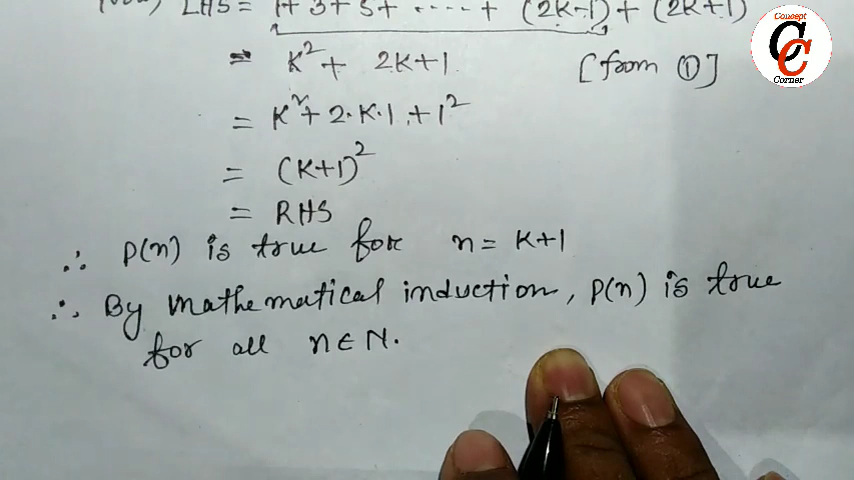 LHS = 1 + 3 + 5 + ..... + (2K-1) + (2K+1)
Concept
CC
Corner
= K² + 2K+1 [from ①]
= K² + 2·K·1 + 1²
= (K+1)²
= RHS
∴ P(n) is true for n = K+1
∴ By mathematical induction, P(n) is true
for all n ∈ N.